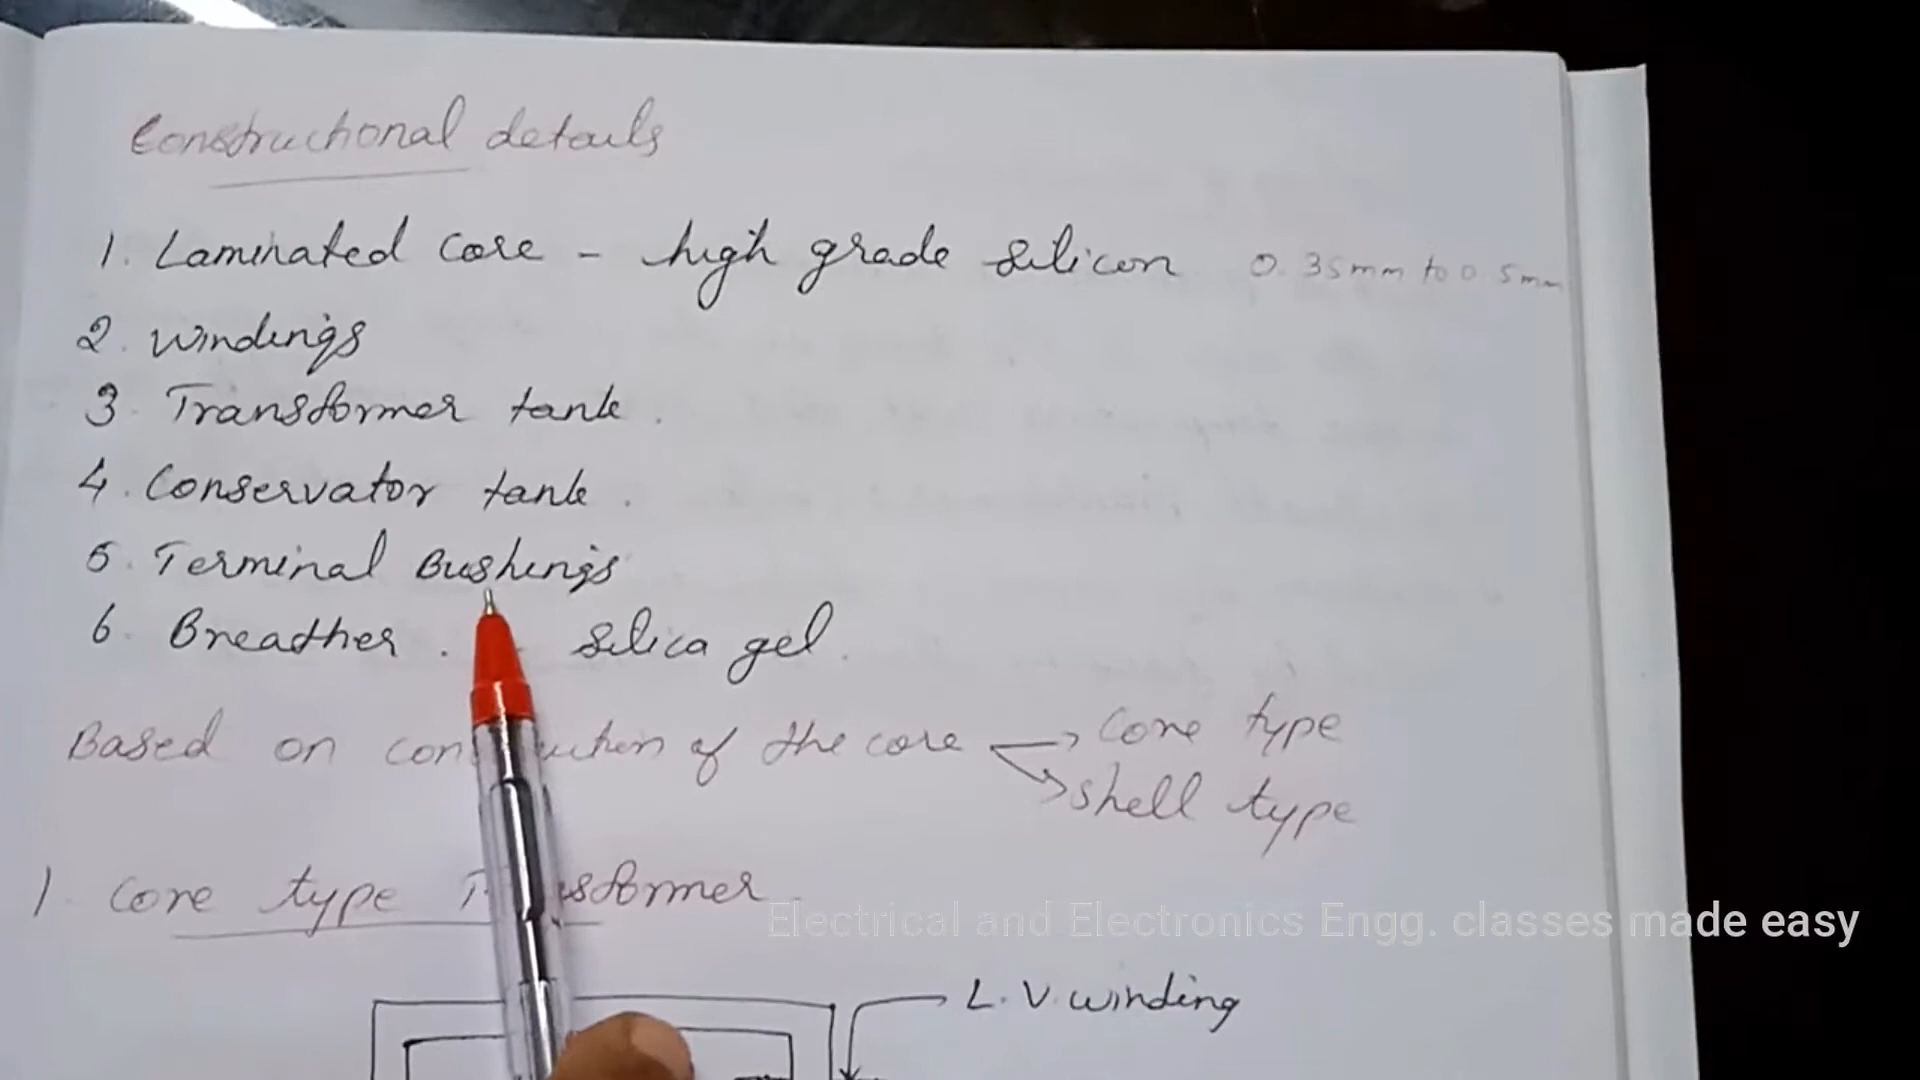 Constructional details
1. Laminated Core - high grade silicon 0.35mm to 0.5mm
2. Windings
3. Transformer tank.
4. Conservator tank.
5. Terminal Bushings
6. Breather. - Silica gel.
Based on of the core → Core type
→ shell type
1. Core type
Electrical and Electronics Engg. classes made easy
L.V. winding